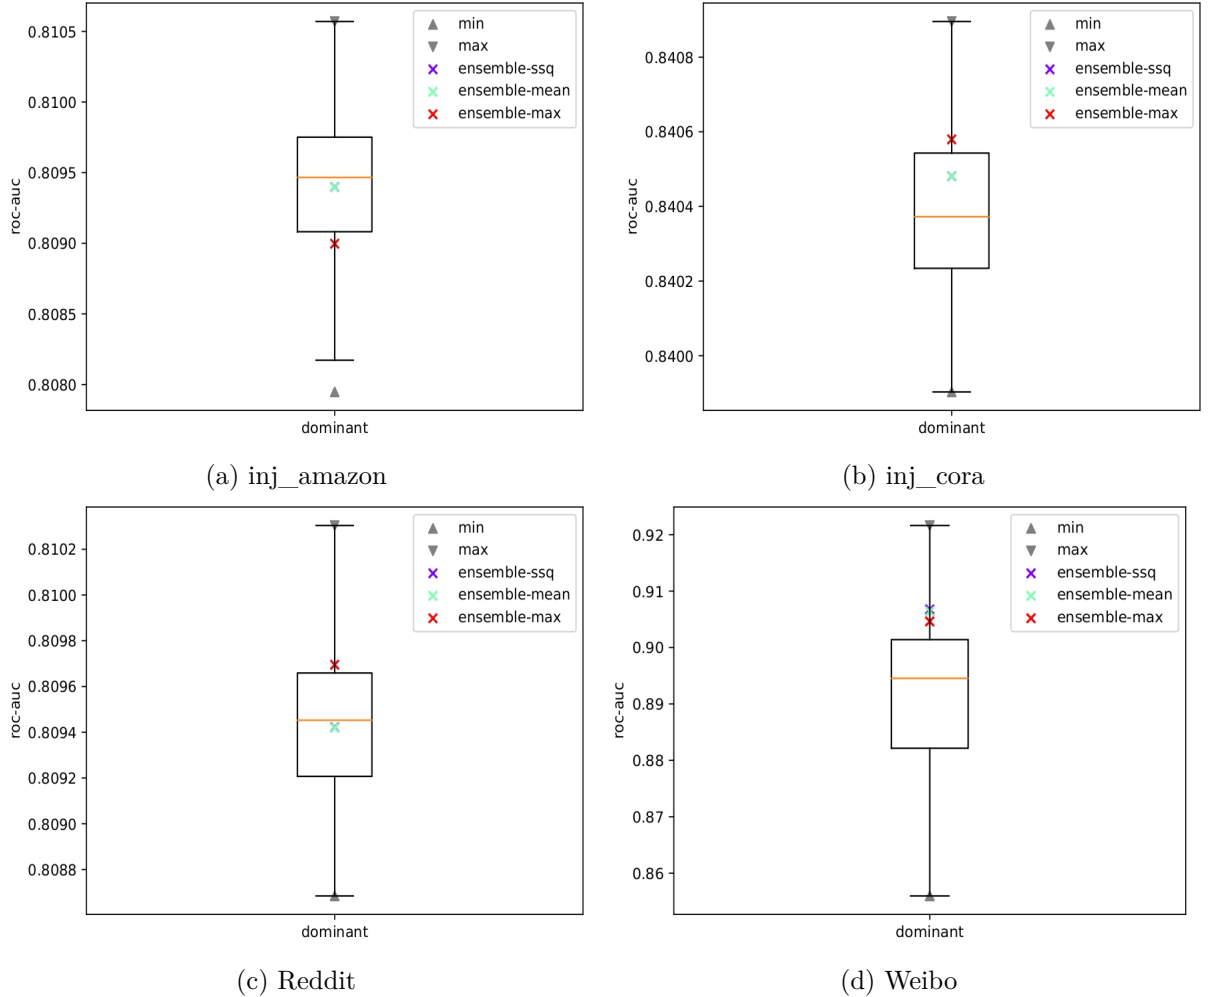 0.8105
0.8100
0.8095
0.8090
0.8085
0.8080
roc-auc
min
max
ensemble-ssq
ensemble-mean
ensemble-max
dominant
(a) inj_amazon
0.8408
0.8406
0.8404
0.8402
0.8400
roc-auc
min
max
ensemble-ssq
ensemble-mean
ensemble-max
dominant
(b) inj_cora
0.8102
0.8100
0.8098
0.8096
0.8094
0.8092
0.8090
0.8088
roc-auc
min
max
ensemble-ssq
ensemble-mean
ensemble-max
dominant
(c) Reddit
0.92
0.91
0.90
0.89
0.88
0.87
0.86
roc-auc
min
max
ensemble-ssq
ensemble-mean
ensemble-max
dominant
(d) Weibo